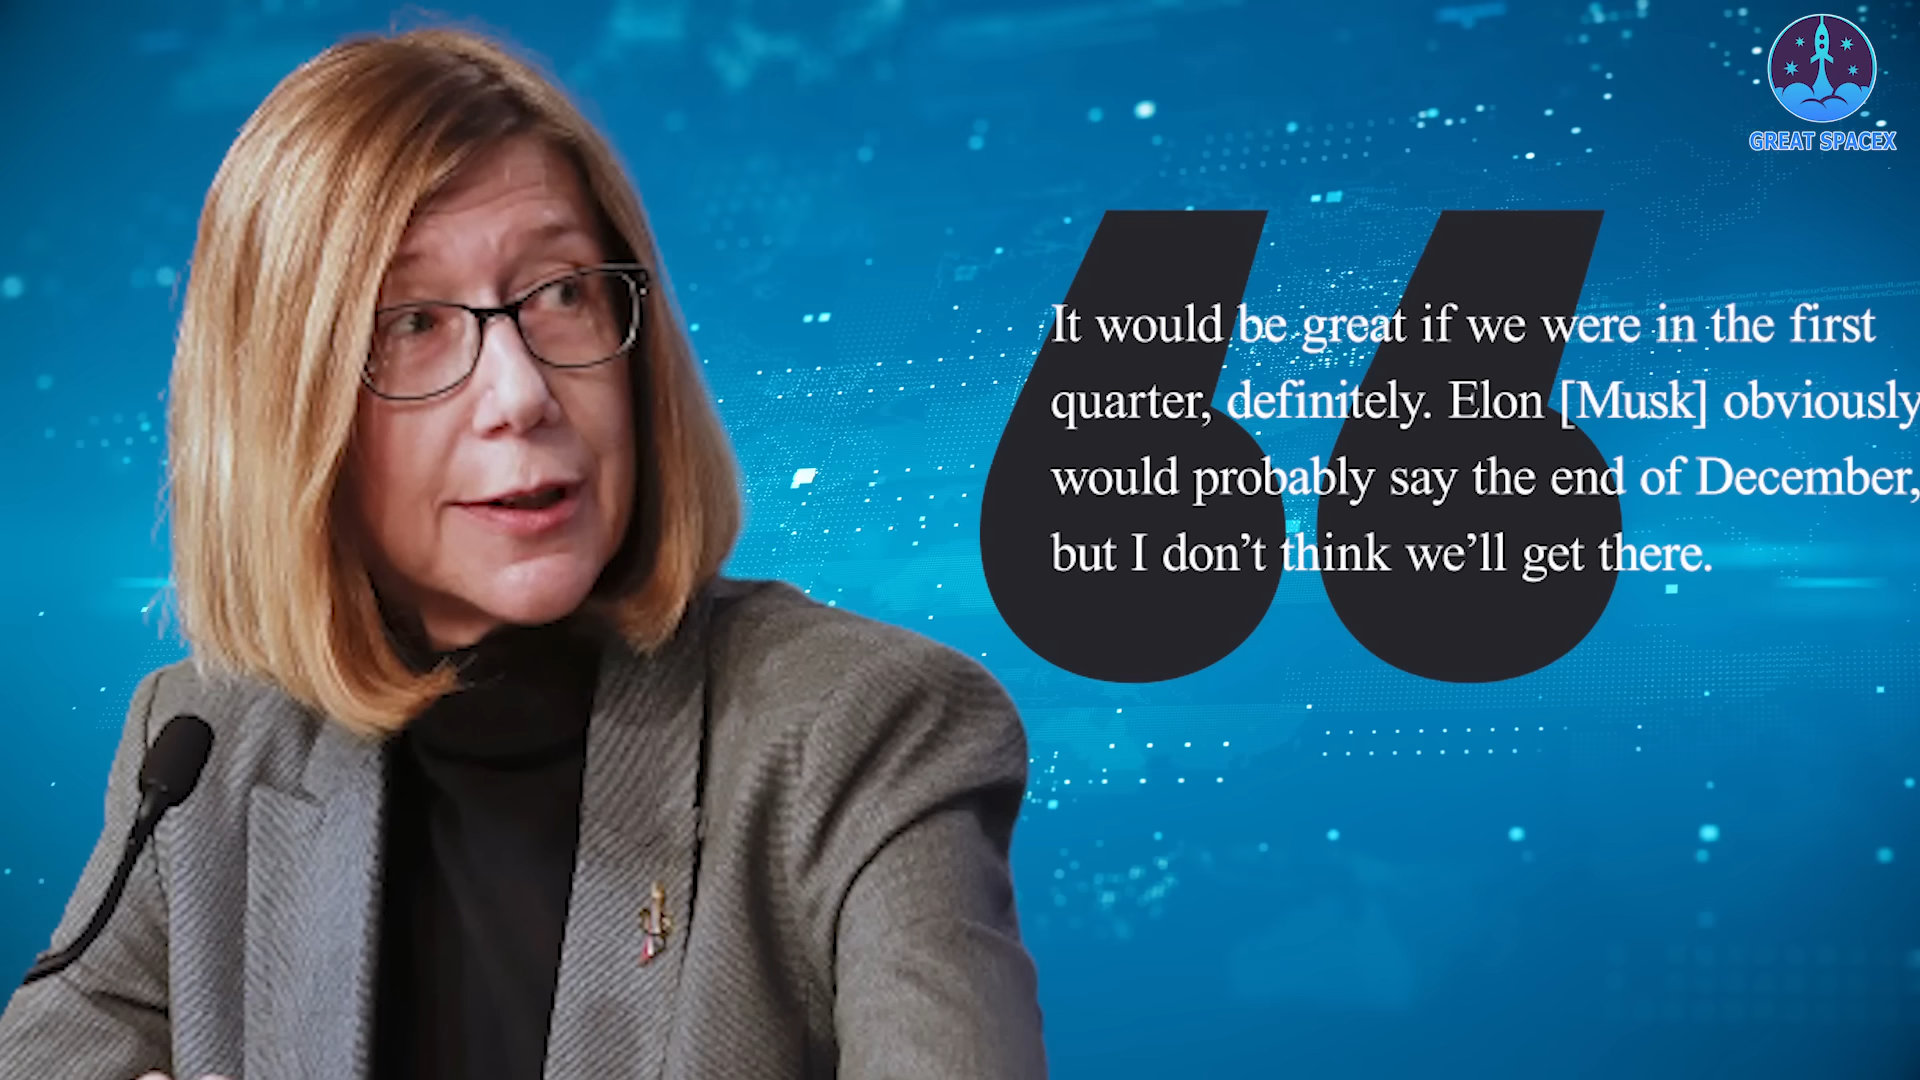 GREAT SPACEX
It would be great if we were in the first
quarter, definitely. Elon [Musk] obviously
would probably say the end of December,
but I don’t think we’ll get there.